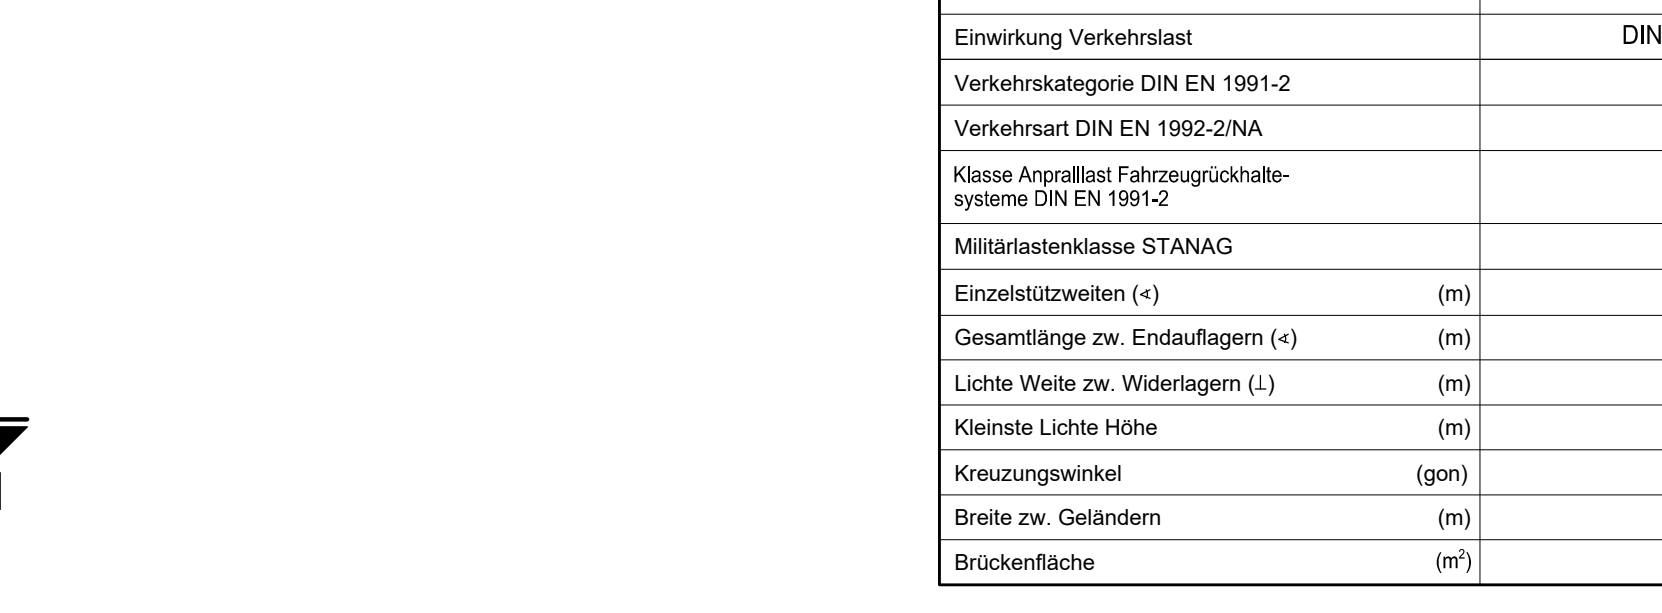 Einwirkung Verkehrslast DIN
Verkehrskategorie DIN EN 1991-2
Verkehrsart DIN EN 1992-2/NA
Klasse Anpralllast Fahrzeugrückhalte-
systeme DIN EN 1991-2
Militärlastenklasse STANAG
Einzelstützweiten (∢) (m)
Gesamtlänge zw. Endauflagern (∢) (m)
Lichte Weite zw. Widerlagern (⊥) (m)
Kleinste Lichte Höhe (m)
Kreuzungswinkel (gon)
Breite zw. Geländern (m)
Brückenfläche (m²)